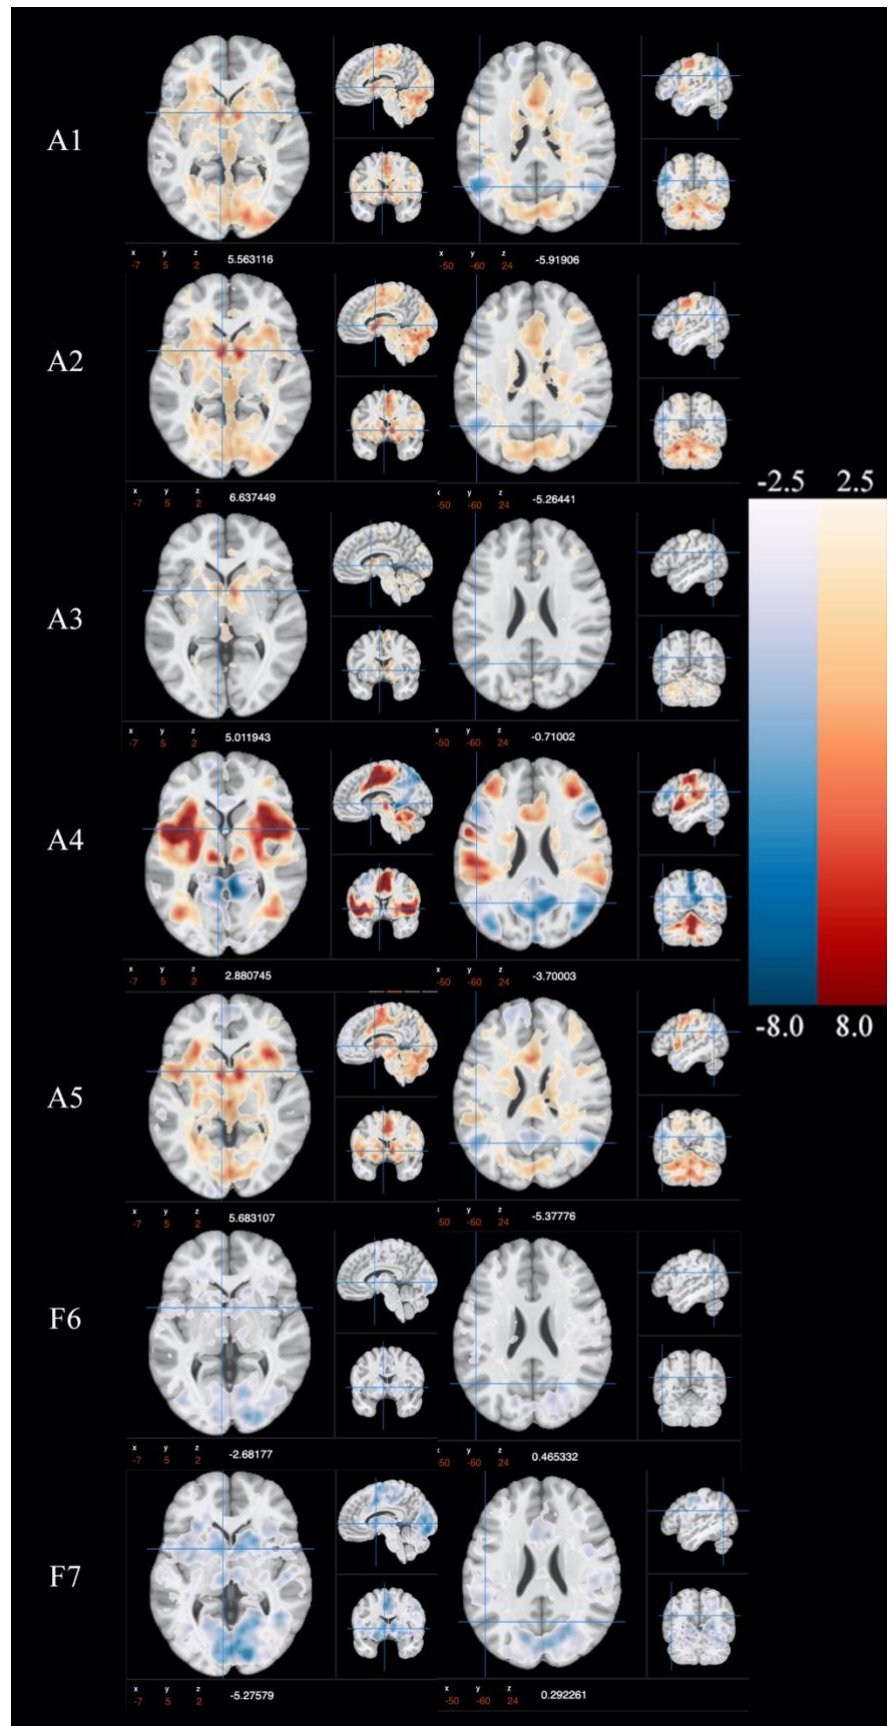 A1
x y z
-7 5 2 5.563116
x y z
-50 -60 24 -5.91906
A2
x y z
-7 5 2 6.637449
x y z
-50 -60 24 -5.26441
-2.5 2.5
A3
x y z
-7 5 2 5.011943
x y z
-50 -60 24 -0.71002
A4
x y z
-7 5 2 2.880745
x y z
-50 -60 24 -3.70003
-8.0 8.0
A5
x y z
-7 5 2 5.683107
x y z
-50 -60 24 -5.37776
F6
x y z
-7 5 2 -2.68177
y z
-50 -60 24 0.465332
F7
x y z
-7 5 2 -5.27579
x y z
-50 -60 24 0.292261